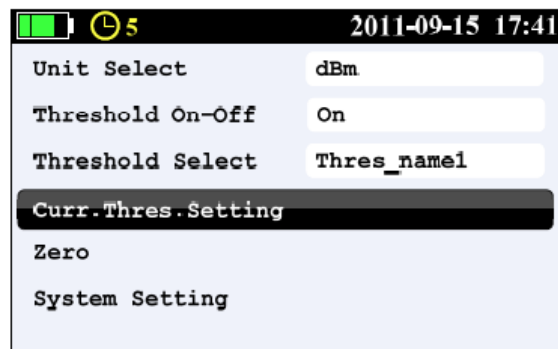 5 2011-09-15 17:41
Unit Select dBm
Threshold On-Off On
Threshold Select Thres_name1
Curr.Thres.Setting
Zero
System Setting